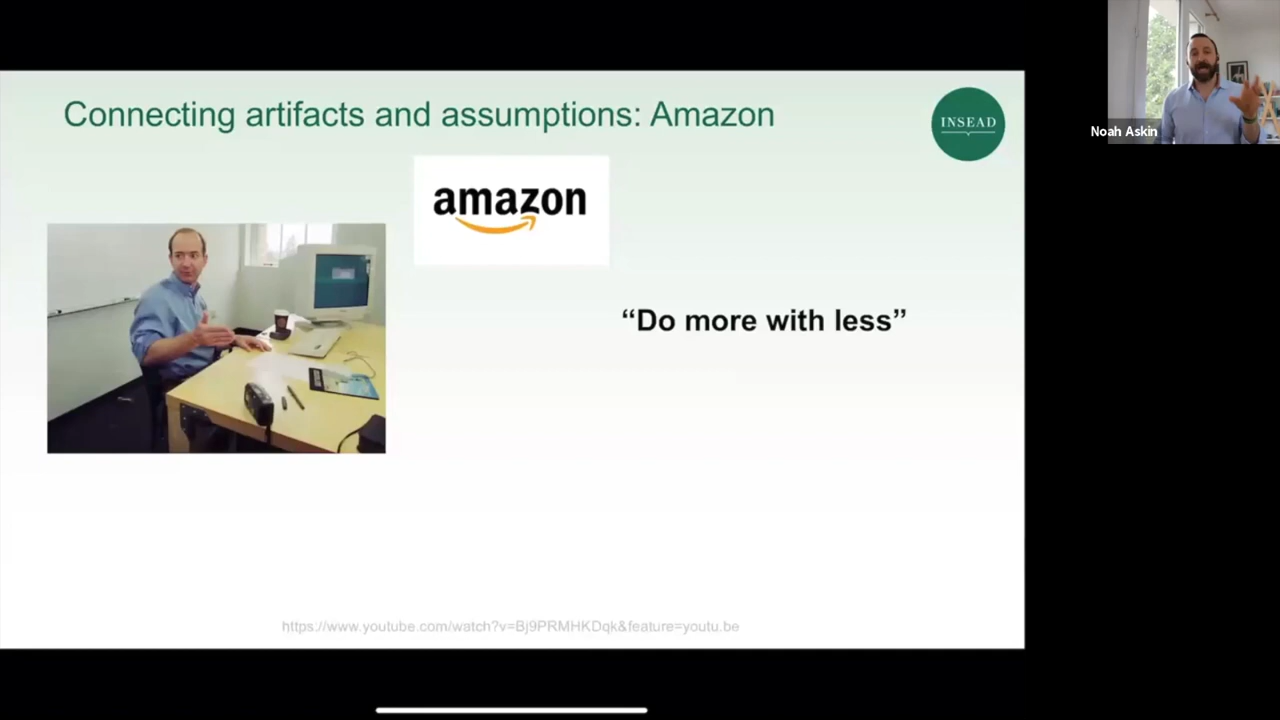 Connecting artifacts and assumptions: Amazon
INSEAD
Noah Askin
amazon
“Do more with less”
https://www.youtube.com/watch?v=Bj9PRMHKDqk&feature=youtu.be